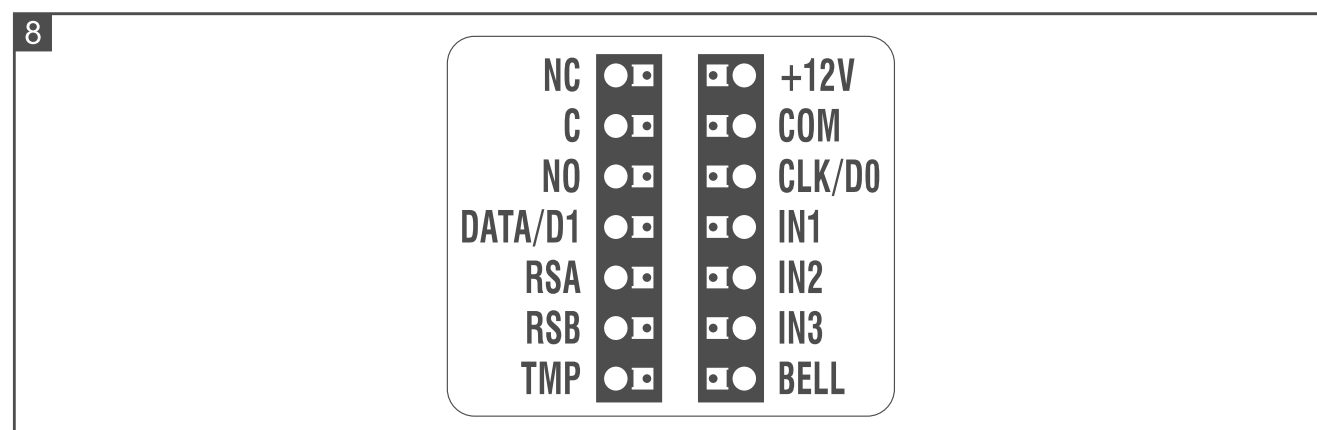 8
NC +12V
C COM
NO CLK/D0
DATA/D1 IN1
RSA IN2
RSB IN3
TMP BELL